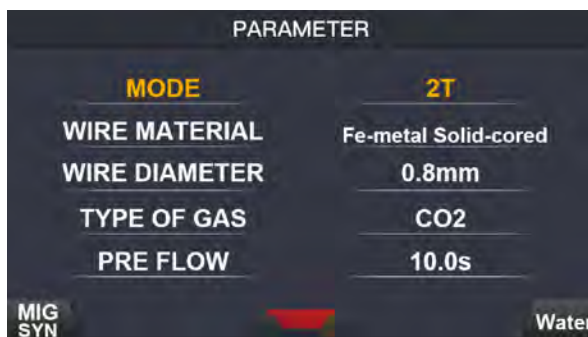 PARAMETER
MODE 2T
WIRE MATERIAL Fe-metal Solid-cored
WIRE DIAMETER 0.8mm
TYPE OF GAS CO2
PRE FLOW 10.0s
MIG
SYN Water